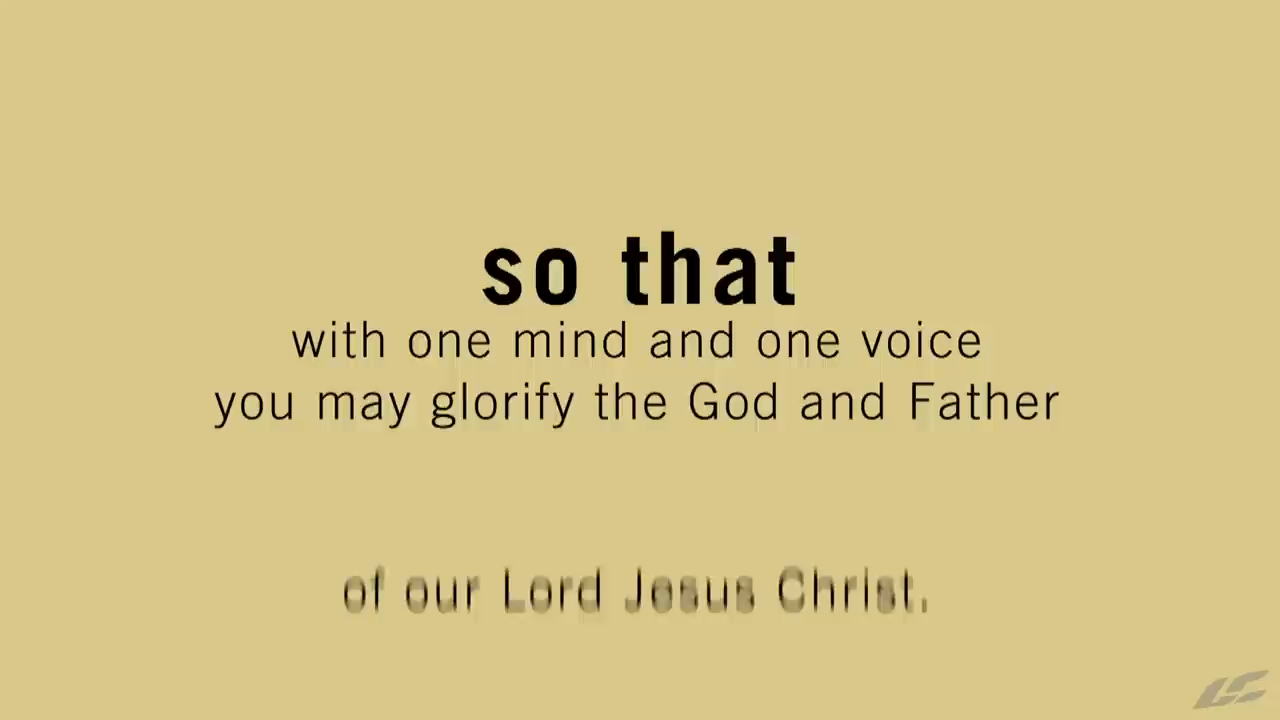 so that
with one mind and one voice
you may glorify the God and Father
of our Lord Jesus Christ.